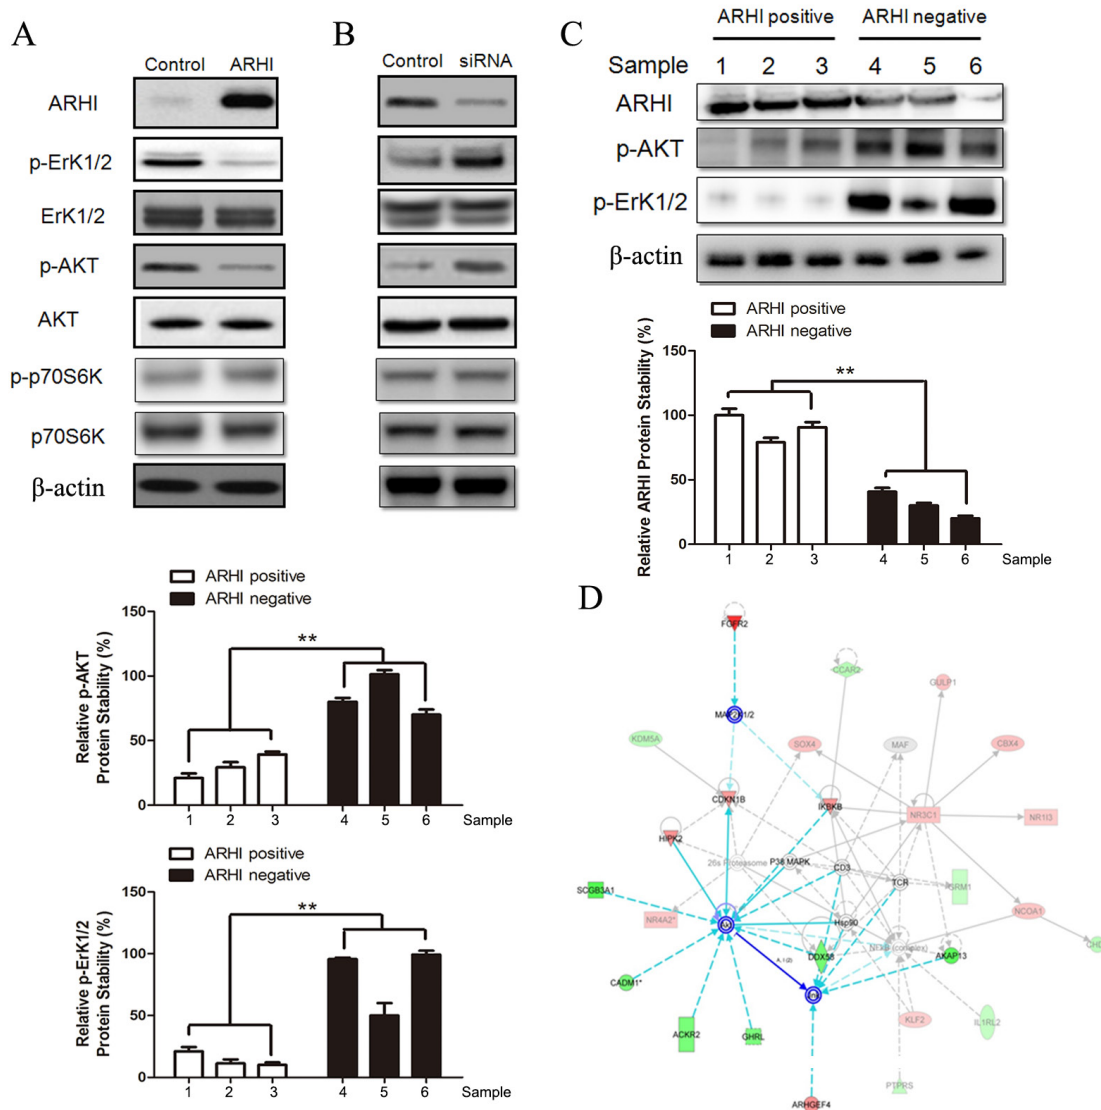 A
Control ARHI
ARHI
p-ErK1/2
ErK1/2
p-AKT
AKT
p-p70S6K
p70S6K
β-actin
B
Control siRNA
C
ARHI positive ARHI negative
Sample 1 2 3 4 5 6
ARHI
p-AKT
p-ErK1/2
β-actin
ARHI positive
ARHI negative
Relative ARHI Protein Stability (%)
150
100
50
0
**
1 2 3 4 5 6 Sample
ARHI positive
ARHI negative
Relative p-AKT
Protein Stability (%)
150
100
50
0
**
1 2 3 4 5 6 Sample
ARHI positive
ARHI negative
Relative p-ErK1/2
Protein Stability (%)
150
100
50
0
**
1 2 3 4 5 6 Sample
D
FGFR2
CCAR2
GULP1
KDM5A
SOX4
MAF
CBX4
CDKN1B
IKBKB
NR3C1
NR1I3
HIPK2
26s Proteasome
P38 MAPK
CD3
TCR
SCGB3A1
GRM1
NR4A2*
Hsp90
NCOA1
DDX58
AKAP13
CADM1*
ACKR2
GHRL
KLF2
IL1RL2
PTPRS
ARHGEF4